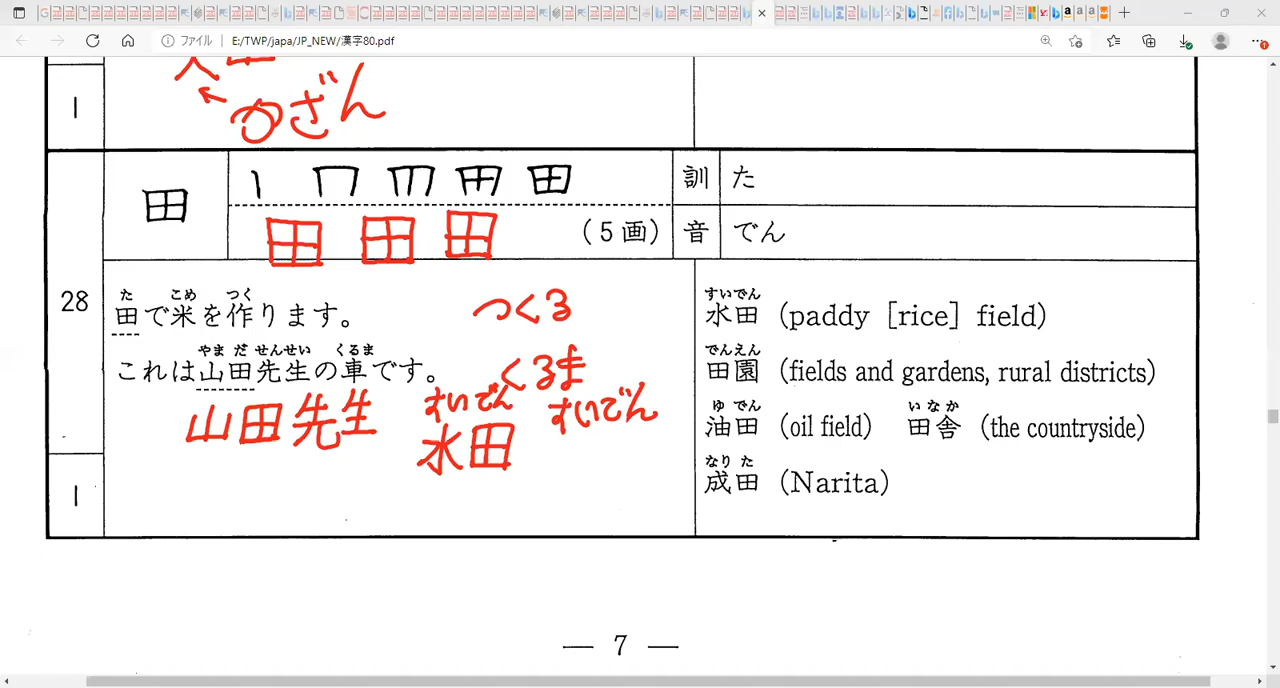 ファイル E:/TWP/japa/JP_NEW/漢字80.pdf
かざん
1
田
訓 た
田 田 田
(5画) 音 でん
28
た こめ つく
田で米を作ります。
つくる
やま だ せんせい くるま
これは山田先生の車です。
くるま
山田先生
すいでん
水田
すいでん
すいでん
水田 (paddy [rice] field)
でんえん
田園 (fields and gardens, rural districts)
ゆ でん いなか
油田 (oil field) 田舎 (the countryside)
なり た
成田 (Narita)
1
— 7 —